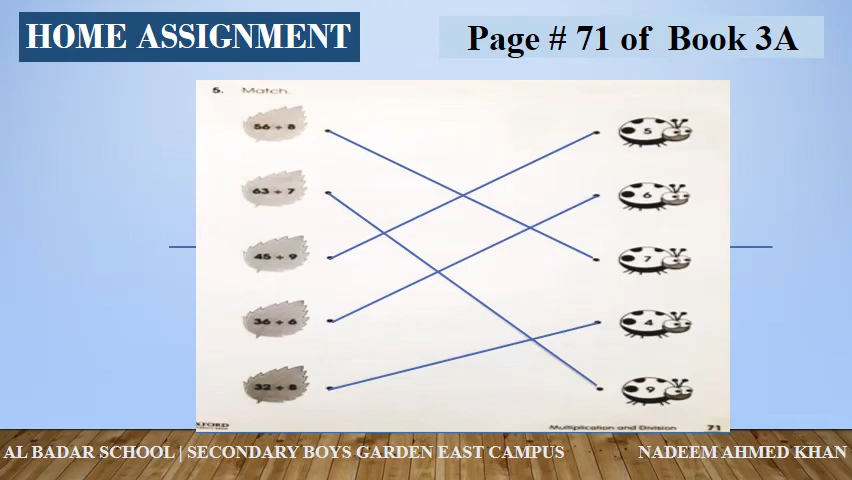 HOME ASSIGNMENT
Page # 71 of Book 3A
5. Match.
56 ÷ 8
5
63 ÷ 7
6
45 ÷ 9
7
36 ÷ 6
4
32 ÷ 8
9
Multiplication and Division 71
AL BADAR SCHOOL | SECONDARY BOYS GARDEN EAST CAMPUS
NADEEM AHMED KHAN